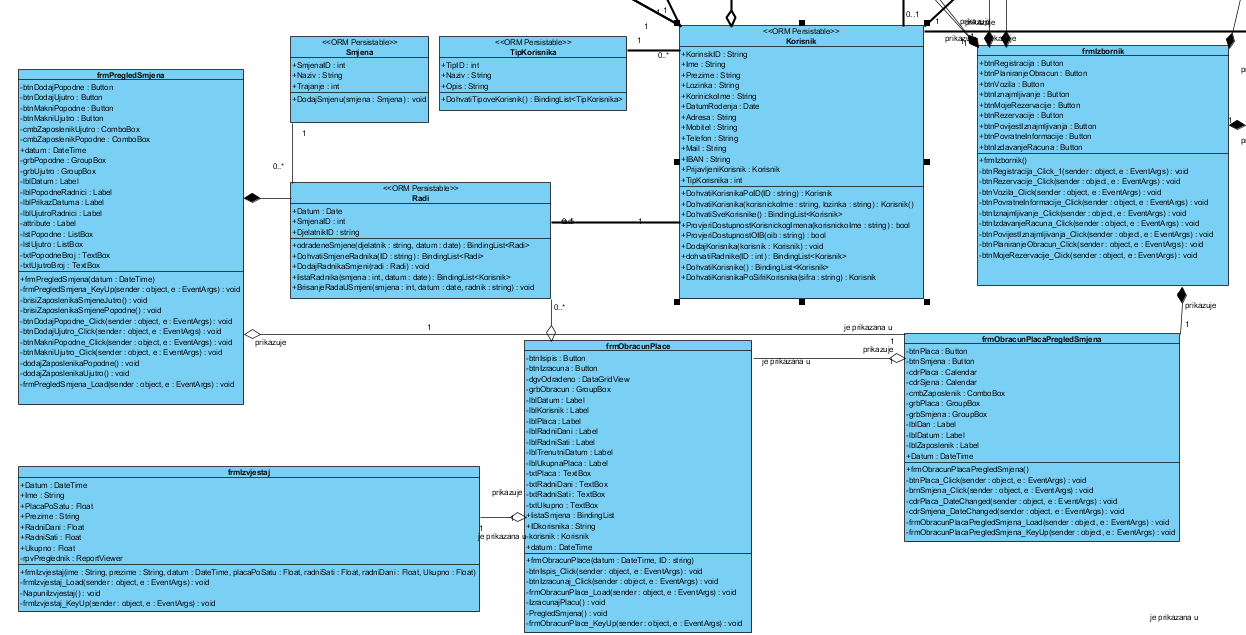 <<ORM Persistable>>
Smjena
+SmjenaID : int
+Naziv : String
+Trajanje : int
+DodajSmjenu(smjena : Smjena) : void
1
0..*
<<ORM Persistable>>
TipKorisnika
+TipID : int
+Naziv : String
+Opis : String
+DohvatiTipoveKorisnik() : BindingList<TipKorisnika>
1
1
1
0..*
<<ORM Persistable>>
Korisnik
+KorinsikID : String
+Ime : String
+Prezime : String
+Lozinka : String
+KorinickoIme : String
+DatumRodenja : Date
+Adresa : String
+Mobitel : String
+Telefon : String
+Mail : String
+IBAN : String
+PrijavljeniKorisnik : Korisnik
+TipKorisnika : int
+DohvatiKorisnikaPoID(ID : string) : Korisnik
+DohvatiKorisnika(korisnickoIme : string, lozinka : string) : Korisnik()
+DohvatiSveKorisnike() : BindingList<Korisnik>
+ProvjeriDostupnostKorisnickogImena(korisnickoIme : string) : bool
+ProvjeriDostupnostOIB(oib : string) : bool
+DodajKorisnika(korisnik : Korisnik) : void
+dohvatiRadnike(ID : int) : BindingList<Korisnik>
+DohvatiKorisnike() : BindingList<Korisnik>
+DohvatiKorisnikaPoSifriKorisnika(sifra : string) : Korisnik
0..1
1
prikazuje
prikazuje
frmIzbornik
+btnRegistracija : Button
+btnPlaniranjeObracun : Button
+btnVozila : Button
+btnIznajmljivanje : Button
+btnMojeRezervacije : Button
+btnRezervacije : Button
+btnPovijestIznajmljivanja : Button
+btnPovratneInformacije : Button
+btnIzdavanjeRacuna : Button
+frmIzbornik()
-btnRegistracija_Click_1(sender : object, e : EventArgs) : void
-btnRezervacije_Click(sender : object, e : EventArgs) : void
-btnVozila_Click(sender : object, e : EventArgs) : void
-btnPovratneInformacije_Click(sender : object, e : EventArgs) : void
-btnIznajmljivanje_Click(sender : object, e : EventArgs) : void
-btnIzdavanjeRacuna_Click(sender : object, e : EventArgs) : void
-btnPovijestIznajmljivanja_Click(sender : object, e : EventArgs) : void
-btnPlaniranjeObracun_Click(sender : object, e : EventArgs) : void
-btnMojeRezervacije_Click(sender : object, e : EventArgs) : void
1
prikazuje
1
frmPregledSmjena
-btnDodajPopodne : Button
-btnDodajUjutro : Button
-btnMakniPopodne : Button
-btnMakniUjutro : Button
-cmbZaposlenikUjutro : ComboBox
-cmbZaposlenikPopodne : ComboBox
+datum : DateTime
-grbPopodne : GroupBox
-grbUjutro : GroupBox
-lblDatum : Label
-lblPopodneRadnici : Label
-lblPrikazDatuma : Label
-lblUjutroRadnici : Label
-attribute : Label
-lstPopodne : ListBox
-lstUjutro : ListBox
-txtPopodneBroj : TextBox
-txtUjutroBroj : TextBox
+frmPregledSmjena(datum : DateTime)
-frmPregledSmjena_KeyUp(sender : object, e : EventArgs) : void
-brisiZaposlenikaSmjeneJutro() : void
-brisiZaposlenikaSmjenePopodne() : void
-btnDodajPopodne_Click(sender : object, e : EventArgs) : void
-btnDodajUjutro_Click(sender : object, e : EventArgs) : void
-btnMakniPopodne_Click(sender : object, e : EventArgs) : void
-btnMakniUjutro_Click(sender : object, e : EventArgs) : void
-dodajZaposlenikaPopodne() : void
-dodajZaposlenikaUjutro() : void
-frmPregledSmjena_Load(sender : object, e : EventArgs) : void
<<ORM Persistable>>
Radi
+Datum : Date
+SmjenaID : int
+DjelatnikID : string
+odradeneSmjene(djelatnik : string, datum : date) : BindingList<Radi>
+DohvatiSmjeneRadnika(ID : string) : BindingList<Radi>
+DodajRadnikaSmjeni(radi : Radi) : void
+listaRadnika(smjena : int, datum : date) : BindingList<Korisnik>
+BrisanjeRadaUSmjeni(smjena : int, datum : date, radnik : string) : void
1
0..*
prikazuje
1
je prikazana u
prikazuje
1
1
je prikazana u
frmObracunPlace
-btnIspis : Button
-btnIzracuna : Button
-dgvOdradeno : DataGridView
-grbObracun : GroupBox
-lblDatum : Label
-lblKorisnik : Label
-lblPlaca : Label
-lblRadniDani : Label
-lblRadniSati : Label
-lblTrenutniDatum : Label
-lblUkupnaPlaca : Label
-txtPlaca : TextBox
-txtRadniDani : TextBox
-txtRadniSati : TextBox
-txtUkupno : TextBox
+listaSmjena : BindingList
+IDkorisnika : String
-korisnik : Korisnik
+datum : DateTime
+frmObracunPlace(datum : DateTime, ID : string)
-btnIspis_Click(sender : object, e : EventArgs) : void
-btnIzracunaj_Click(sender : object, e : EventArgs) : void
-frmObracunPlace_Load(sender : object, e : EventArgs) : void
-IzracunajPlacu() : void
-PregledSmjena() : void
-frmObracunPlace_KeyUp(sender : object, e : EventArgs) : void
frmObracunPlacaPregledSmjena
-btnPlaca : Button
-btnSmjena : Button
-cdrPlaca : Calendar
-cdrSjena : Calendar
-cmbZaposlenik : ComboBox
-grbPlaca : GroupBox
-grbSmjena : GroupBox
-lblDan : Label
-lblDatum : Label
-lblZaposlenik : Label
+Datum : DateTime
+frmObracunPlacaPregledSmjena()
-btnPlaca_Click(sender : object, e : EventArgs) : void
-brnSmjena_Click(sender : object, e : EventArgs) : void
-cdrPlaca_DateChanged(sender : object, e : EventArgs) : void
-cdrSmjena_DateChanged(sender : object, e : EventArgs) : void
-frmObracunPlacaPregledSmjena_Load(sender : object, e : EventArgs) : void
-frmObracunPlacaPregledSmjena_KeyUp(sender : object, e : EventArgs) : void
frmIzvjestaj
+Datum : DateTime
+Ime : String
+PlacaPoSatu : Float
+Prezime : String
+RadniDani : Float
+RadniSati : Float
+Ukupno : Float
-rpvPreglednik : ReportViewer
+frmIzvjestaj(ime : String, prezime : String, datum : DateTime, placaPoSatu : Float, radniSati : Float, radniDani : Float, Ukupno : Float)
-frmIzvjestaj_Load(sender : object, e : EventArgs) : void
-NapuniIzvjestaj() : void
-frmIzvjestaj_KeyUp(sender : object, e : EventArgs) : void
prikazuje
1
1
je prikazana u
je prikazana u